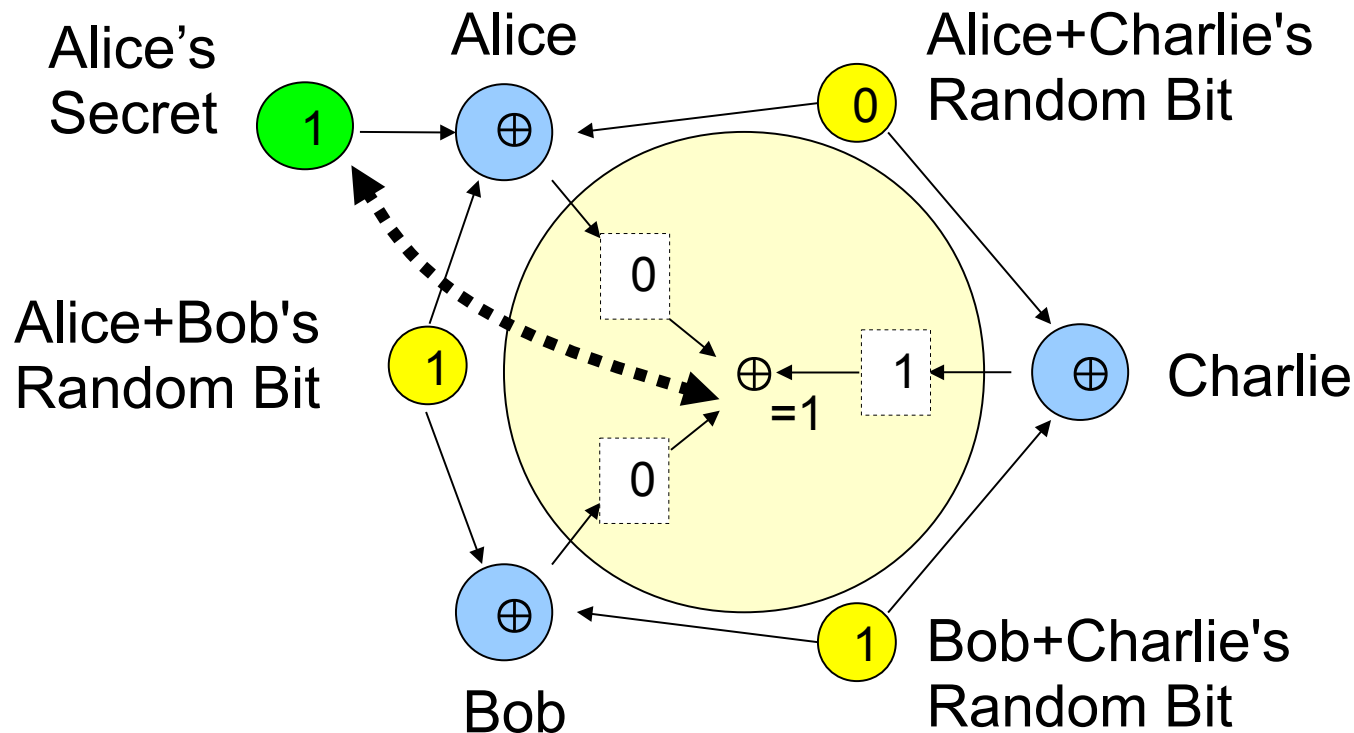 Alice’s
Secret
1
Alice
⊕
Alice+Charlie's
Random Bit
0
0
Alice+Bob's
Random Bit
1
⊕
=1
1
⊕
Charlie
0
⊕
Bob
1
Bob+Charlie's
Random Bit